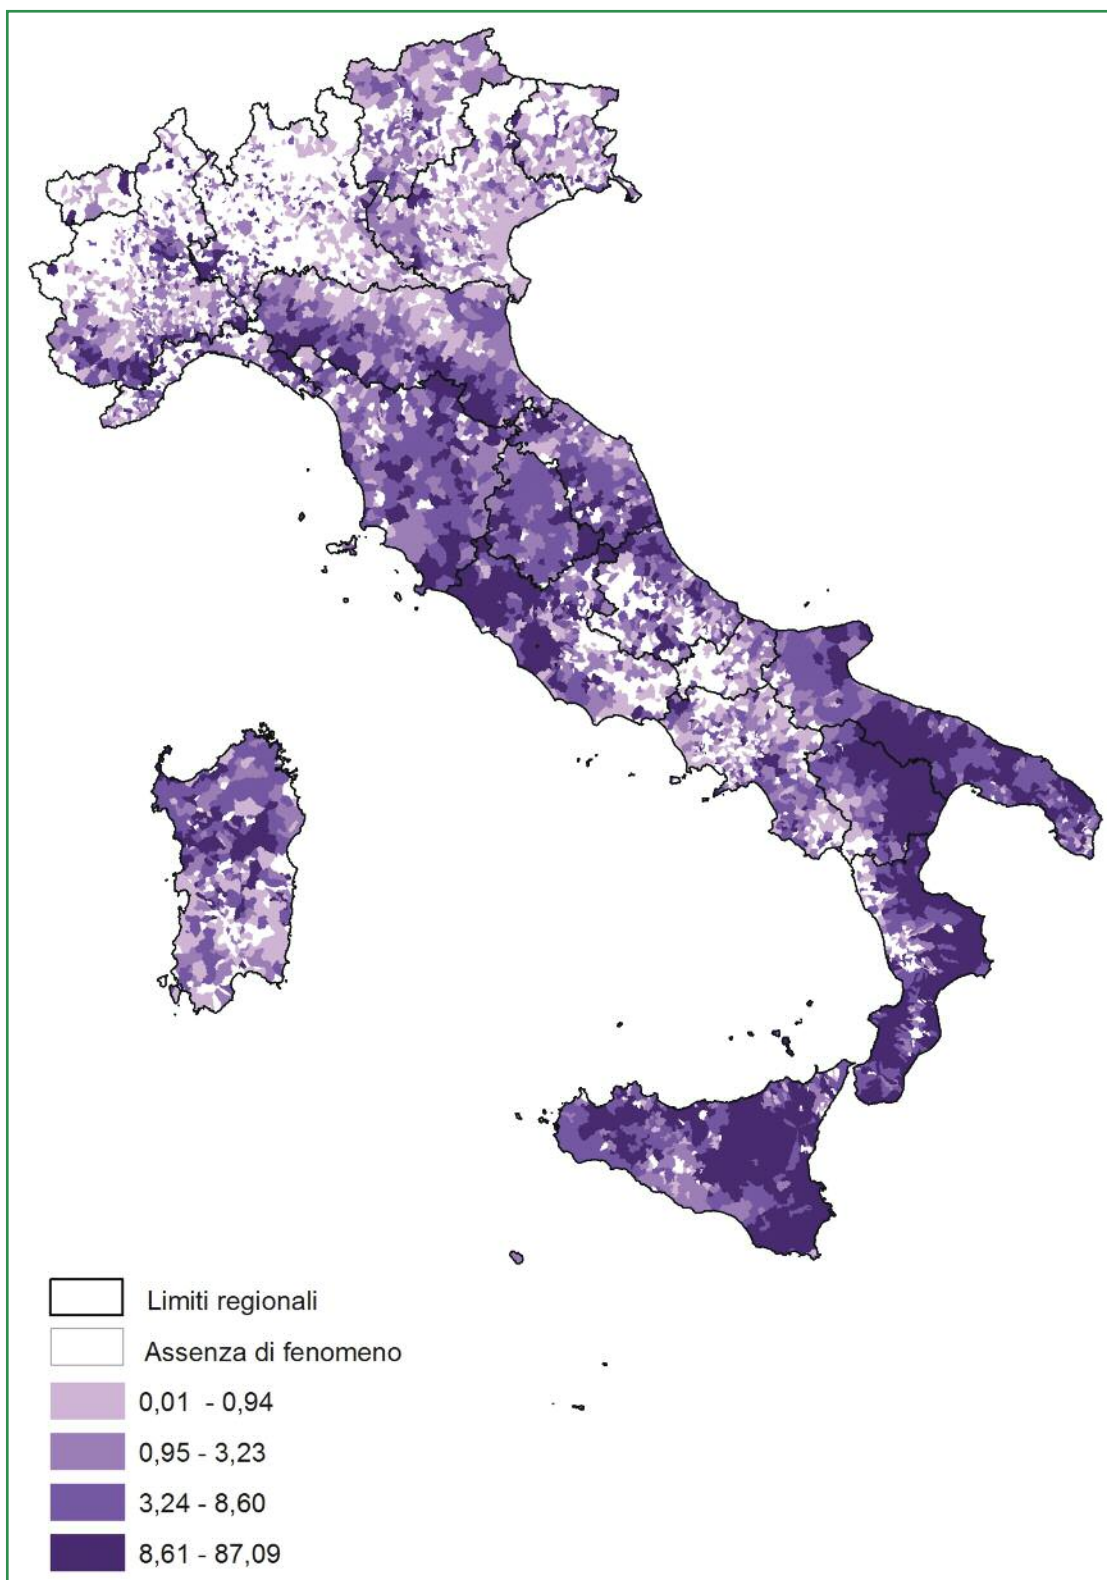 Limiti regionali
Assenza di fenomeno
0,01 - 0,94
0,95 - 3,23
3,24 - 8,60
8,61 - 87,09